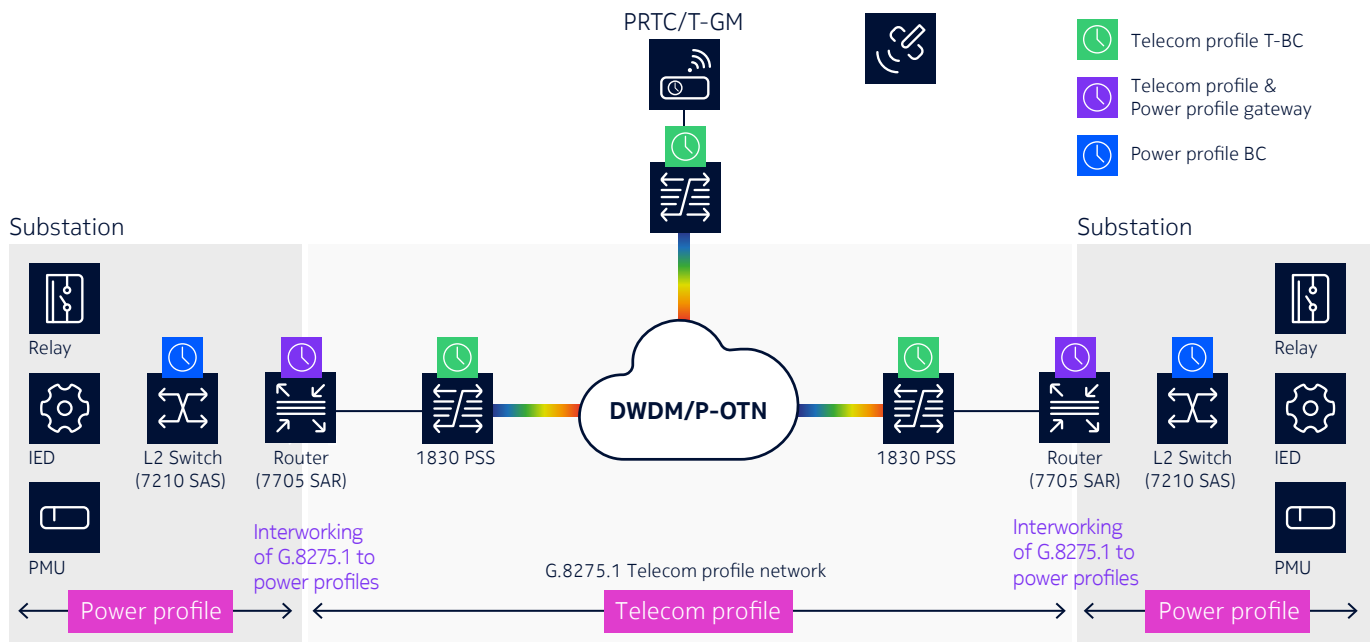 PRTC/T-GM
Telecom profile T-BC
Telecom profile &
Power profile gateway
Power profile BC
Substation
Substation
Relay
IED
PMU
L2 Switch
(7210 SAS)
Router
(7705 SAR)
1830 PSS
DWDM/P-OTN
1830 PSS
Router
(7705 SAR)
L2 Switch
(7210 SAS)
Relay
IED
PMU
Interworking
of G.8275.1 to
power profiles
G.8275.1 Telecom profile network
Interworking
of G.8275.1 to
power profiles
Power profile
Telecom profile
Power profile